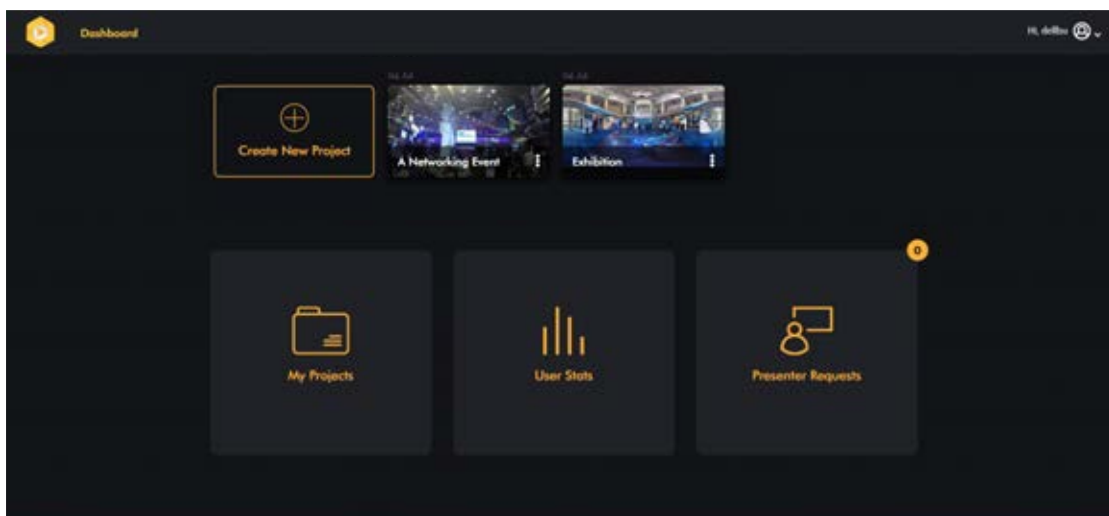 Dashboard
Create New Project
A Networking Event
Exhibition
0
My Projects
User Stats
Presenter Requests